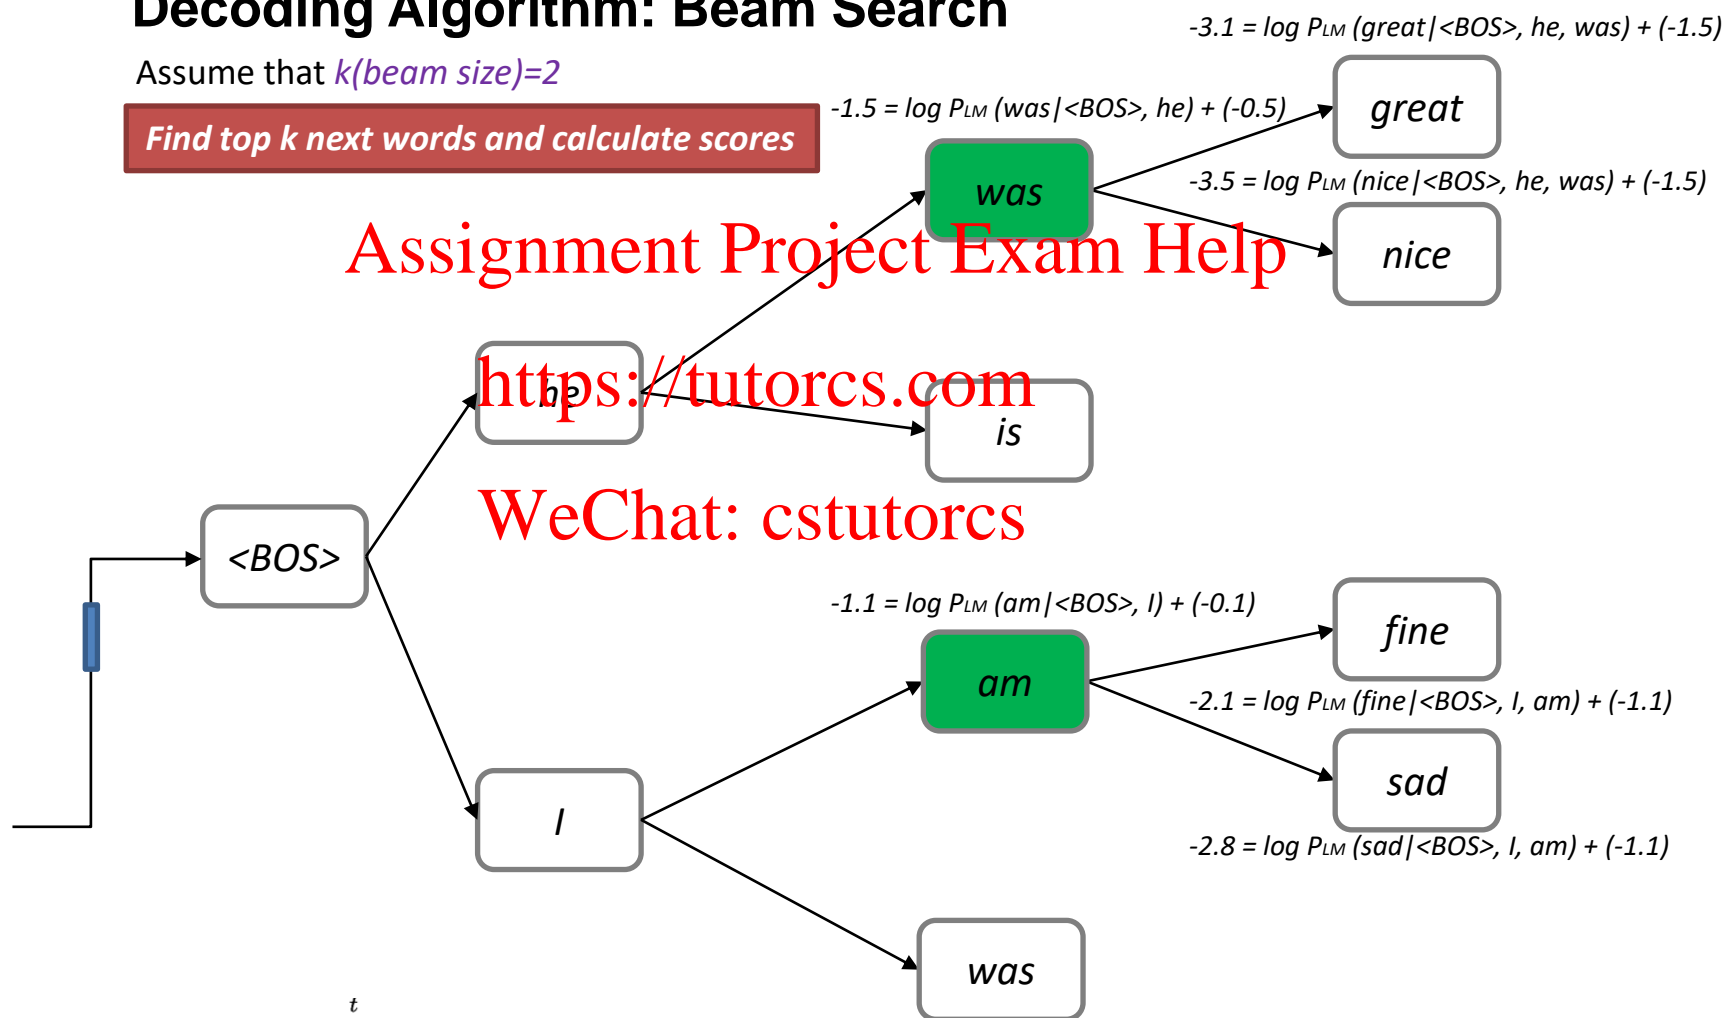 Decoding Algorithm: Beam Search
Assume that k(beam size)=2
Find top k next words and calculate scores
-3.1 = log PLM (great|<BOS>, he, was) + (-1.5)
great
-1.5 = log PLM (was|<BOS>, he) + (-0.5)
was
-3.5 = log PLM (nice|<BOS>, he, was) + (-1.5)
nice
Assignment Project Exam Help
he
https://tutorcs.com
is
WeChat: cstutorcs
<BOS>
-1.1 = log PLM (am|<BOS>, I) + (-0.1)
fine
am
-2.1 = log PLM (fine|<BOS>, I, am) + (-1.1)
sad
I
-2.8 = log PLM (sad|<BOS>, I, am) + (-1.1)
was
t